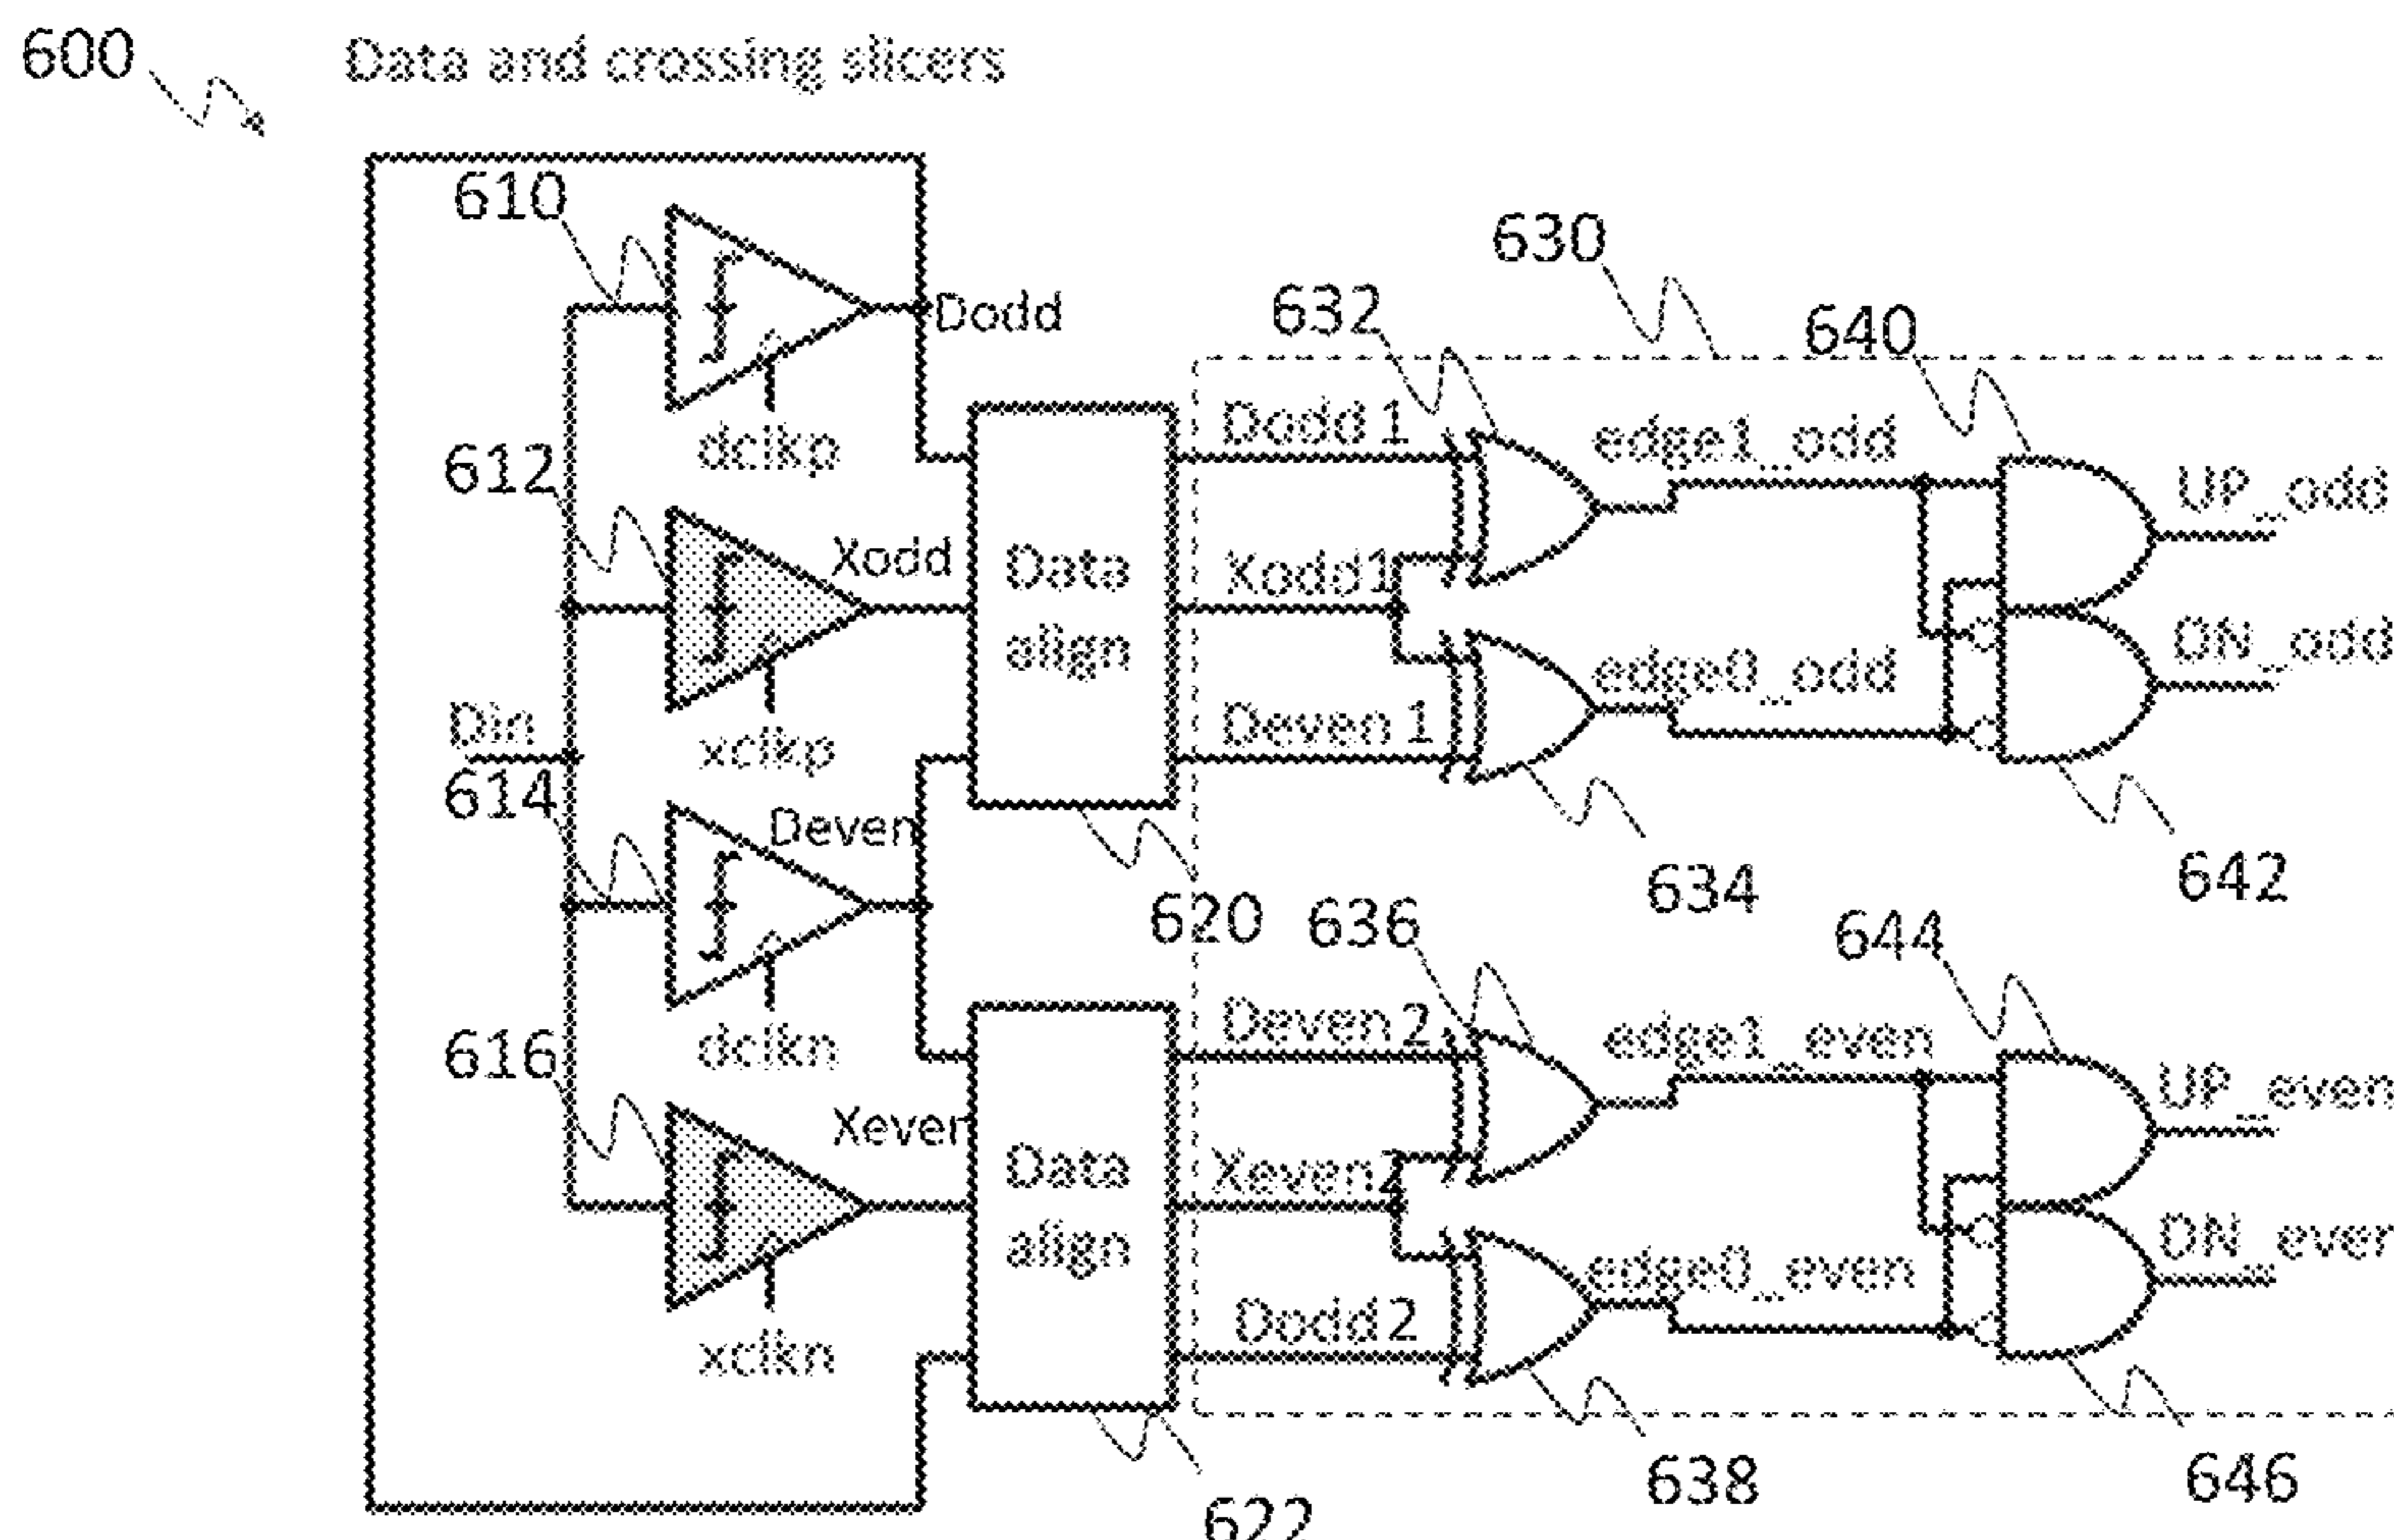 600
Data and crossing slicers
610
Dodd
dclkp
612
Xodd
xclkp
Din
614
Deven
dclkn
616
Xeven
xclkn
Data
align
620
Data
align
622
630
632
640
Dodd 1
edge1_odd
UP_odd
Xodd1
DN_odd
edge0_odd
Deven 1
634
642
636
644
Deven 2
edge1_even
UP_even
Xeven2
DN_even
edge0_even
Dodd 2
638
646